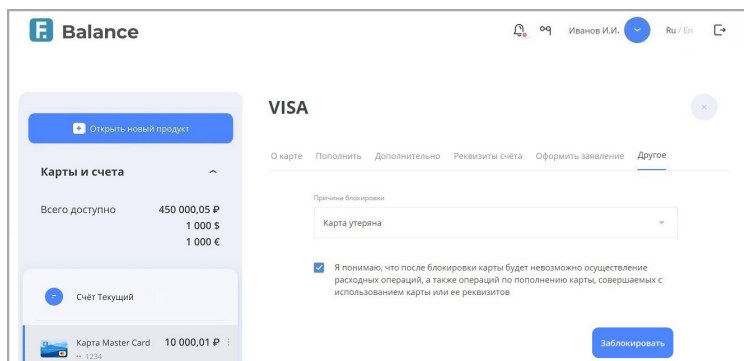 F. Balance
Иванов И.И.
Ru / En
Открыть новый продукт
Карты и счета
Всего доступно 450 000,05 ₽
1 000 $
1 000 €
Счёт Текущий
Карта Master Card 10 000,01 ₽
•• 1234
VISA
О карте Пополнить Дополнительно Реквизиты счёта Оформить заявление Другое
Причина блокировки
Карта утеряна
Я понимаю, что после блокировки карты будет невозможно осуществление
расходных операций, а также операций по пополнению карты, совершаемых с
использованием карты или ее реквизитов
Заблокировать